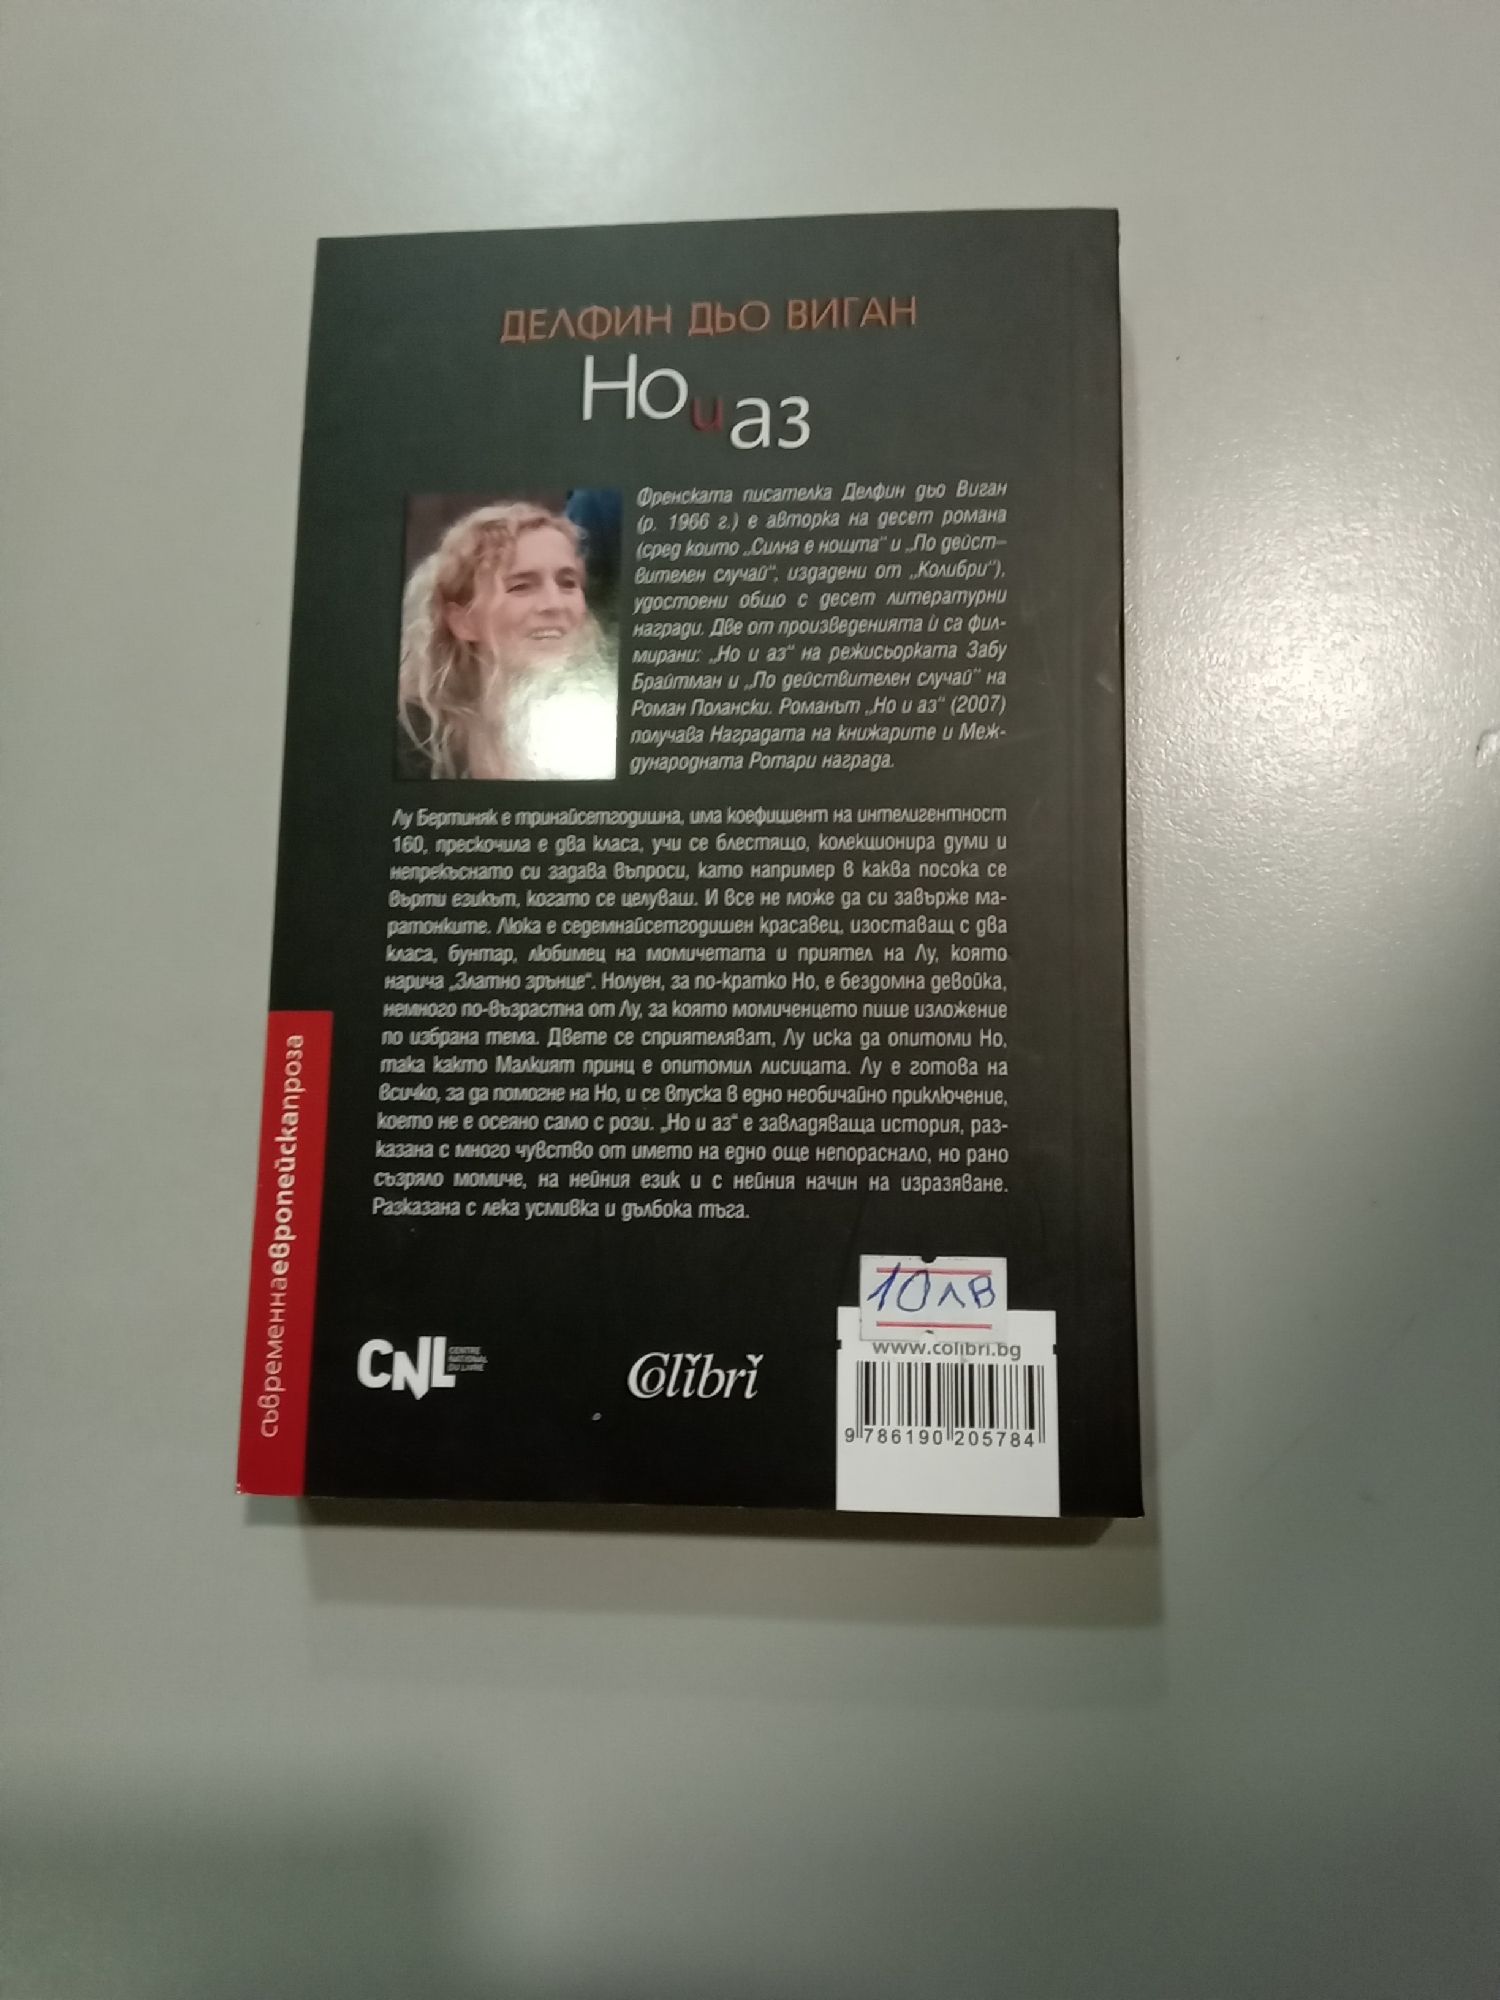 ДЕЛФИН ДЬО ВИГАН
Но и аз
Френската писателка Делфин дьо Виган
(р. 1966 г.) е авторка на десет романа
(сред които „Силна е нощта“ и „По дейст-
вителен случай“, издадени от „Колибри“),
удостоени общо с десет литературни
награди. Две от произведенията ѝ са фил-
мирани: „Но и аз“ на режисьорката Забу
Брайтман и „По действителен случай“ на
Роман Полански. Романът „Но и аз“ (2007)
получава Наградата на книжарите и Меж-
дународната Ротари награда.
Лу Бертиняк е тринайсетгодишна, има коефициент на интелигентност
160, прескочила е два класа, учи се блестящо, колекционира думи и
непрекъснато си задава въпроси, като например в каква посока се
върти езикът, когато се целуваш. И все не може да си завърже ма-
ратонките. Люка е седемнайсетгодишен красавец, изоставащ с два
класа, бунтар, любимец на момичетата и приятел на Лу, която
нарича „Златно зрънце“. Нолуен, за по-кратко Но, е бездомна девойка,
немного по-възрастна от Лу, за която момиченцето пише изложение
по избрана тема. Двете се сприятеляват, Лу иска да опитоми Но,
така както Малкият принц е опитомил лисицата. Лу е готова на
всичко, за да помогне на Но, и се впуска в едно необичайно приключение,
което не е осеяно само с рози. „Но и аз“ е завладяваща история, раз-
казана с много чувство от името на едно още непораснало, но рано
съзряло момиче, на нейния език и с нейния начин на изразяване.
Разказана с лека усмивка и дълбока тъга.
съвременнаевропейскапроза
10 лв
CNL CENTRE
NATIONAL
DU LIVRE
Colibri
www.colibri.bg
9 786190 205784